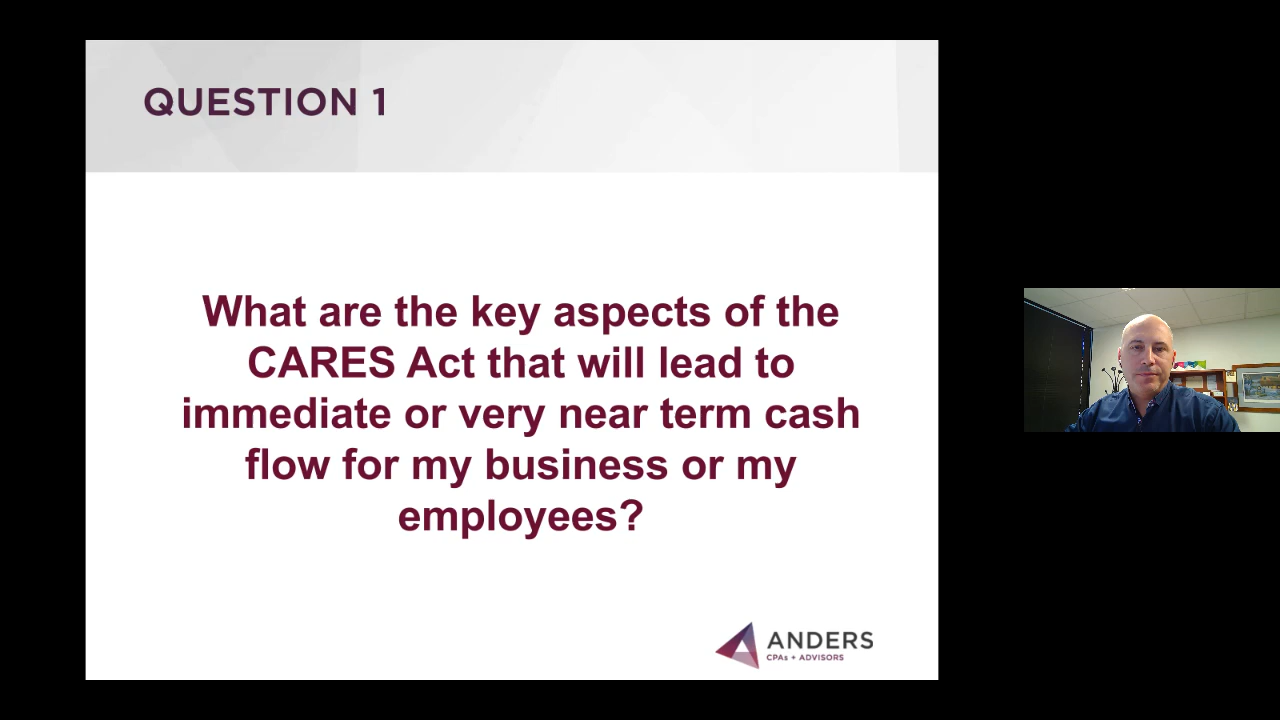 QUESTION 1
What are the key aspects of the
CARES Act that will lead to
immediate or very near term cash
flow for my business or my
employees?
ANDERS
CPAs + ADVISORS